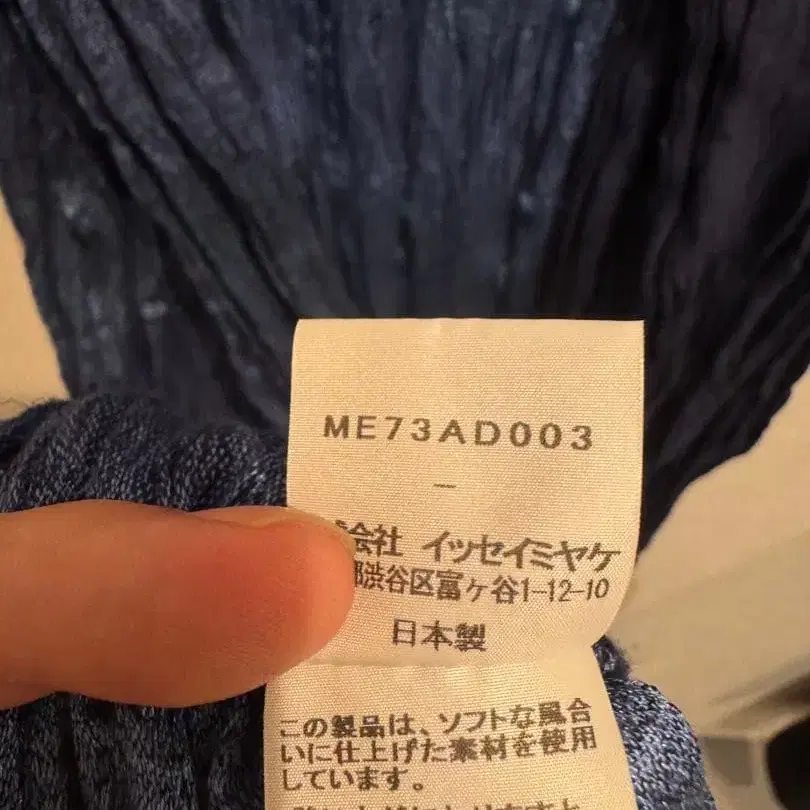 ME73AD003
—
会社 イッセイミヤケ
都渋谷区富ヶ谷1-12-10
日本製
この製品は、ソフトな風合
いに仕上げた素材を使用
しています。